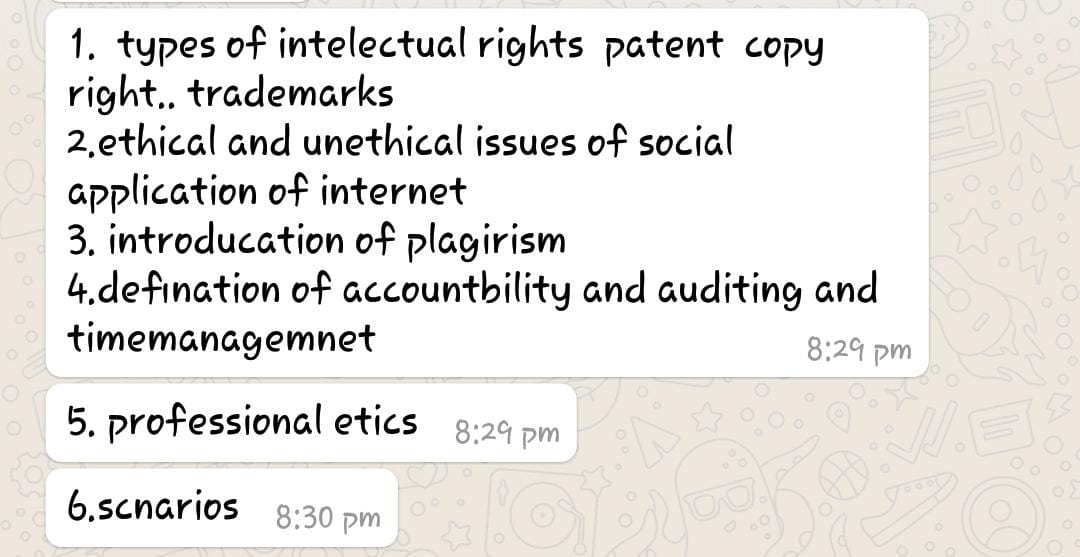 1. types of intelectual rights patent copy
right.. trademarks
2.ethical and unethical issues of social
application of internet
3. introducation of plagirism
4.defination of accountbility and auditing and
timemanagemnet
8:29 pm
5. professional etics 8:29 pm
6.scnarios 8:30 pm